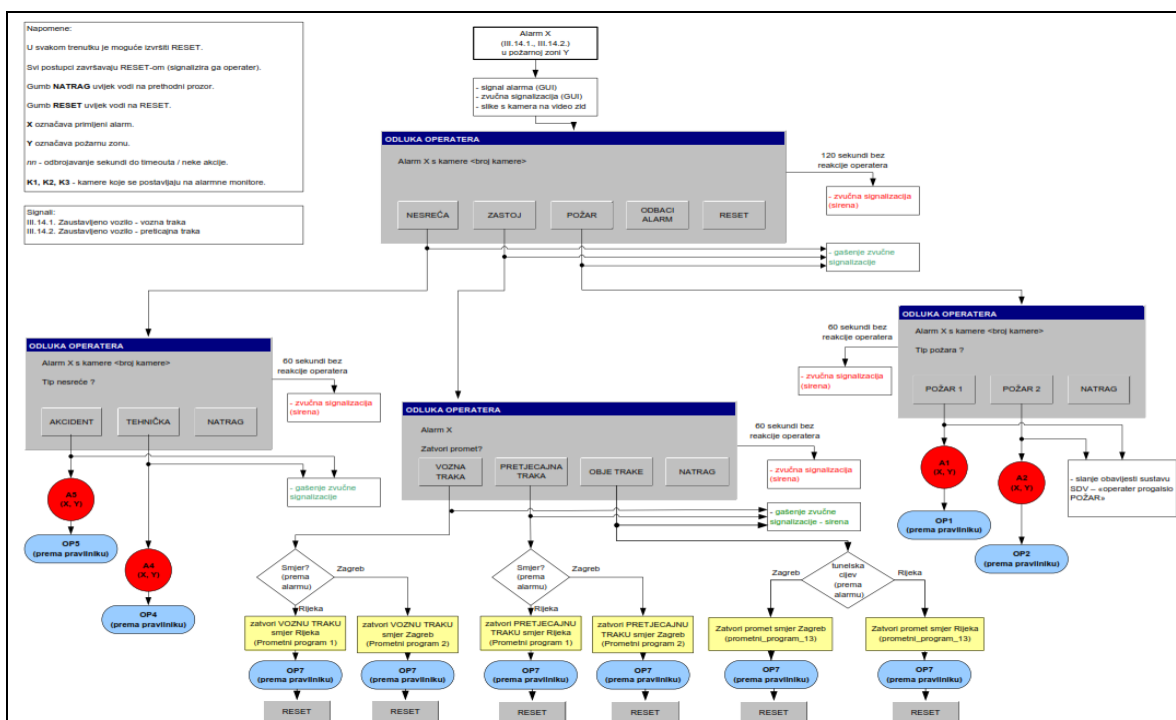 Napomene:
U svakom trenutku je moguće izvršiti RESET.
Svi postupci završavaju RESET-om (signalizira ga operater).
Gumb NATRAG uvijek vodi na prethodni prozor.
Gumb RESET uvijek vodi na RESET.
X označava primljeni alarm.
Y označava požarnu zonu.
nn - odbrojavanje sekundi do timeouta / neke akcije.
K1, K2, K3 - kamere koje se postavljaju na alarmne monitore.
Signali:
III.14.1. Zaustavljeno vozilo - vozna traka
III.14.2. Zaustavljeno vozilo - preticajna traka
Alarm X
(III.14.1., III.14.2.)
u požarnoj zoni Y
- signal alarma (GUI)
- zvučna signalizacija (GUI)
- slike s kamera na video zid
ODLUKA OPERATERA
Alarm X s kamere <broj kamere>
NESREĆA
ZASTOJ
POŽAR
ODBACI
ALARM
RESET
120 sekundi bez
reakcije operatera
- zvučna signalizacija
(sirena)
- gašenje zvučne
signalizacije
ODLUKA OPERATERA
Alarm X s kamere <broj kamere>
Tip nesreće ?
AKCIDENT
TEHNIČKA
NATRAG
60 sekundi bez
reakcije operatera
- zvučna signalizacija
(sirena)
- gašenje zvučne
signalizacije
A5
(X, Y)
OP5
(prema pravilniku)
A4
(X, Y)
OP4
(prema pravilniku)
ODLUKA OPERATERA
Alarm X
Zatvori promet?
VOZNA
TRAKA
PRETJECAJNA
TRAKA
OBJE TRAKE
NATRAG
60 sekundi bez
reakcije operatera
- zvučna signalizacija
(sirena)
- gašenje zvučne
signalizacije - sirena
ODLUKA OPERATERA
Alarm X s kamere <broj kamere>
Tip požara ?
POŽAR 1
POŽAR 2
NATRAG
60 sekundi bez
reakcije operatera
- zvučna signalizacija
(sirena)
A1
(X, Y)
OP1
(prema pravilniku)
A2
(X, Y)
OP2
(prema pravilniku)
- slanje obavijesti sustavu
SDV – «operater progalsio
POŽAR»
Smjer?
(prema
alarmu)
Zagreb
Rijeka
Smjer?
(prema
alarmu)
Zagreb
Rijeka
Zagreb
tunelska
cijev
(prema
alarmu)
Rijeka
zatvori VOZNU TRAKU
smjer Rijeka
(Prometni program 1)
zatvori VOZNU TRAKU
smjer Zagreb
(Prometni program 2)
zatvori PRETJECAJNU
TRAKU smjer Rijeka
(Prometni program 1)
zatvori PRETJECAJNU
TRAKU smjer Zagreb
(Prometni program 2)
Zatvori promet smjer Zagreb
(prometni_program_13)
Zatvori promet smjer Rijeka
(prometni_program_13)
OP7
(prema pravilniku)
OP7
(prema pravilniku)
OP7
(prema pravilniku)
OP7
(prema pravilniku)
OP7
(prema pravilniku)
OP7
(prema pravilniku)
RESET
RESET
RESET
RESET
RESET
RESET